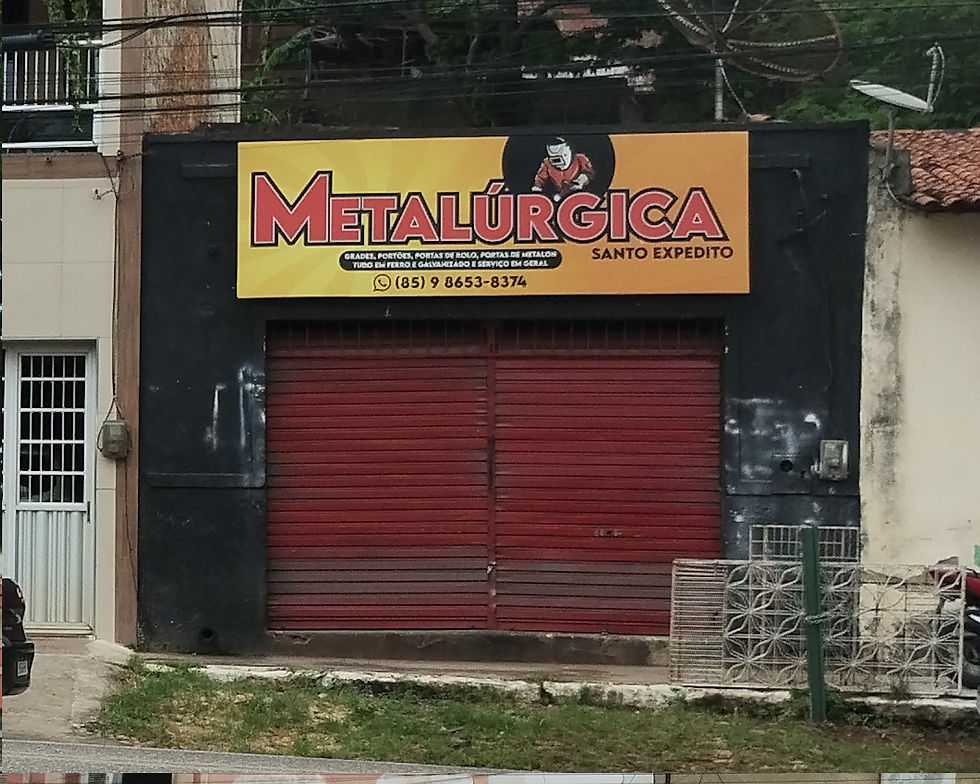 METALÚRGICA
SANTO EXPEDITO
GRADES, PORTÕES, PORTAS DE ROLO, PORTAS DE METALON
TUDO EM FERRO E GALVANIZADO E SERVIÇO EM GERAL
(85) 9 8653-8374